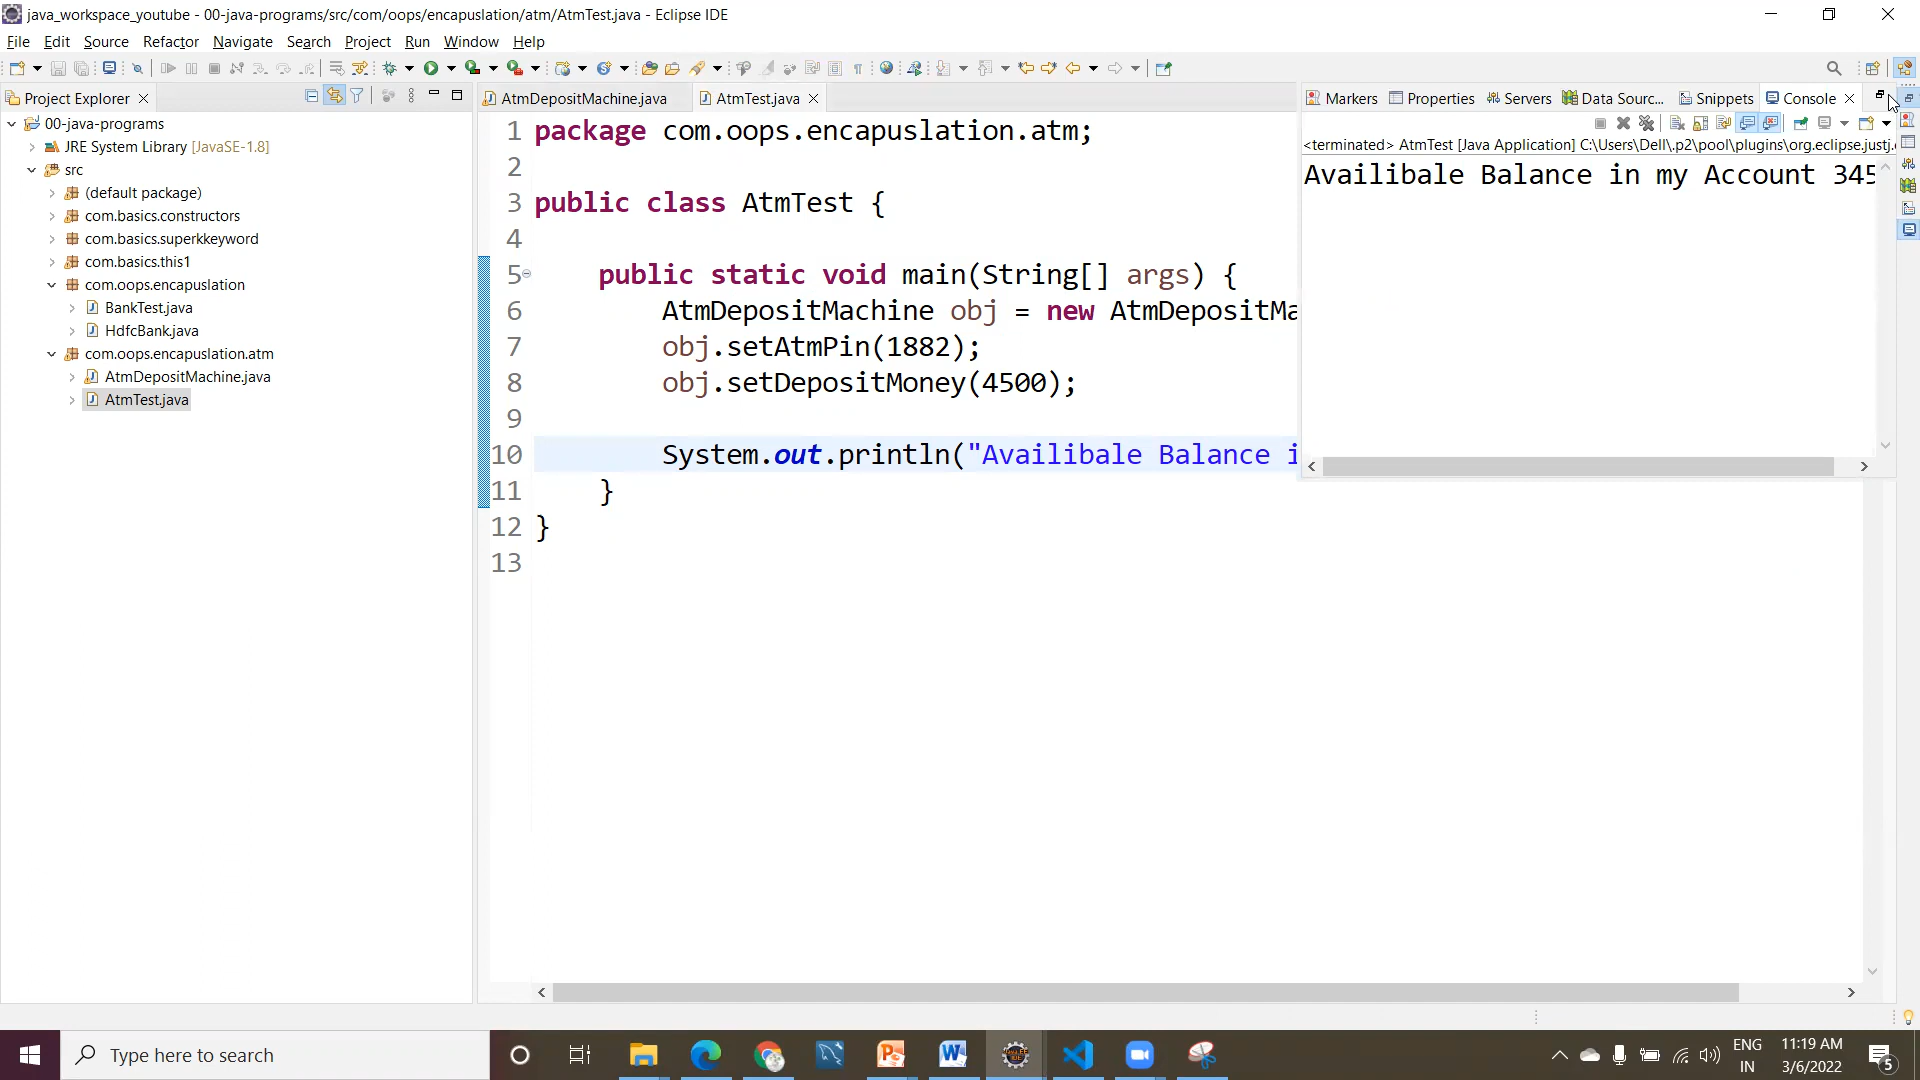 java_workspace_youtube - 00-java-programs/src/com/oops/encapuslation/atm/AtmTest.java - Eclipse IDE
File Edit Source Refactor Navigate Search Project Run Window Help
Project Explorer
AtmDepositMachine.java AtmTest.java
Markers Properties Servers Data Sourc... Snippets Console
00-java-programs
JRE System Library [JavaSE-1.8]
src
(default package)
com.basics.constructors
com.basics.superkkeyword
com.basics.this1
com.oops.encapuslation
BankTest.java
HdfcBank.java
com.oops.encapuslation.atm
AtmDepositMachine.java
AtmTest.java
1 package com.oops.encapuslation.atm;
2
3 public class AtmTest {
4
5 public static void main(String[] args) {
6 AtmDepositMachine obj = new AtmDepositMa
7 obj.setAtmPin(1882);
8 obj.setDepositMoney(4500);
9
10 System.out.println("Availibale Balance i
11 }
12 }
13
<terminated> AtmTest [Java Application] C:\Users\Dell\.p2\pool\plugins\org.eclipse.justj.
Availibale Balance in my Account 345
Type here to search
ENG
IN
11:19 AM
3/6/2022
5